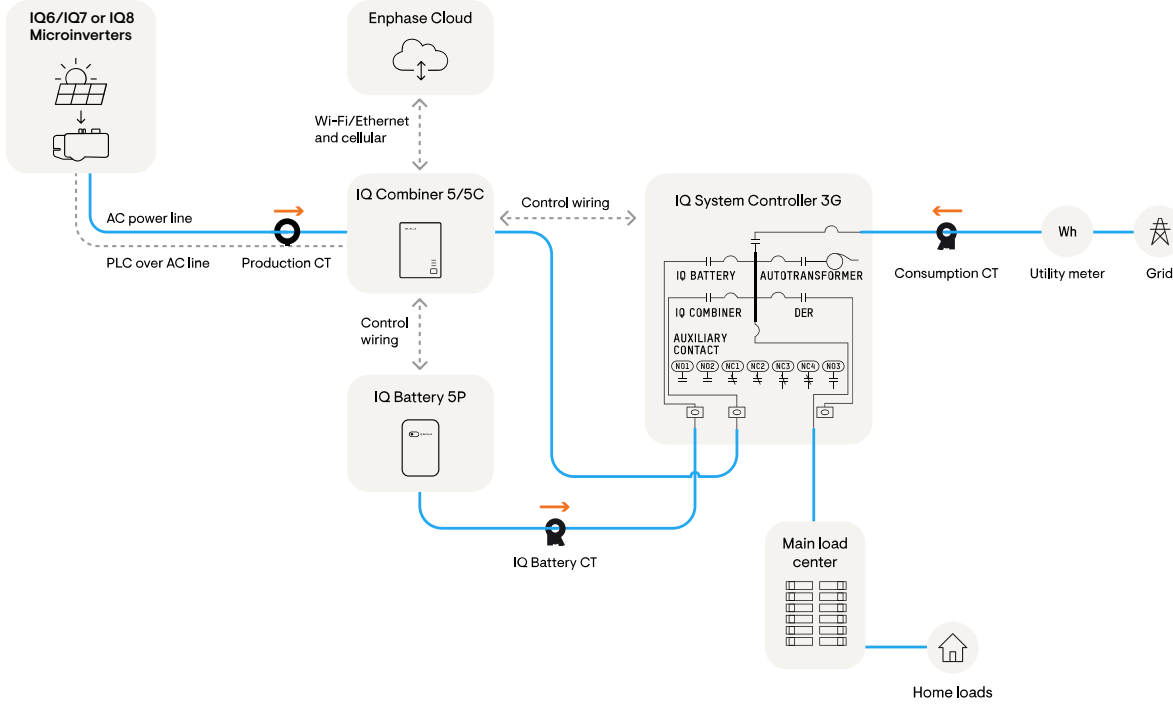 IQ6/IQ7 or IQ8
Microinverters
Enphase Cloud
Wi-Fi/Ethernet
and cellular
AC power line
PLC over AC line
Production CT
IQ Combiner 5/5C
Control wiring
Control
wiring
IQ Battery 5P
IQ Battery CT
IQ System Controller 3G
IQ BATTERY
AUTOTRANSFORMER
IQ COMBINER
DER
AUXILIARY
CONTACT
NO1 NO2 NC1 NC2 NC3 NC4 NO3
Consumption CT
Wh
Utility meter
Grid
Main load
center
Home loads